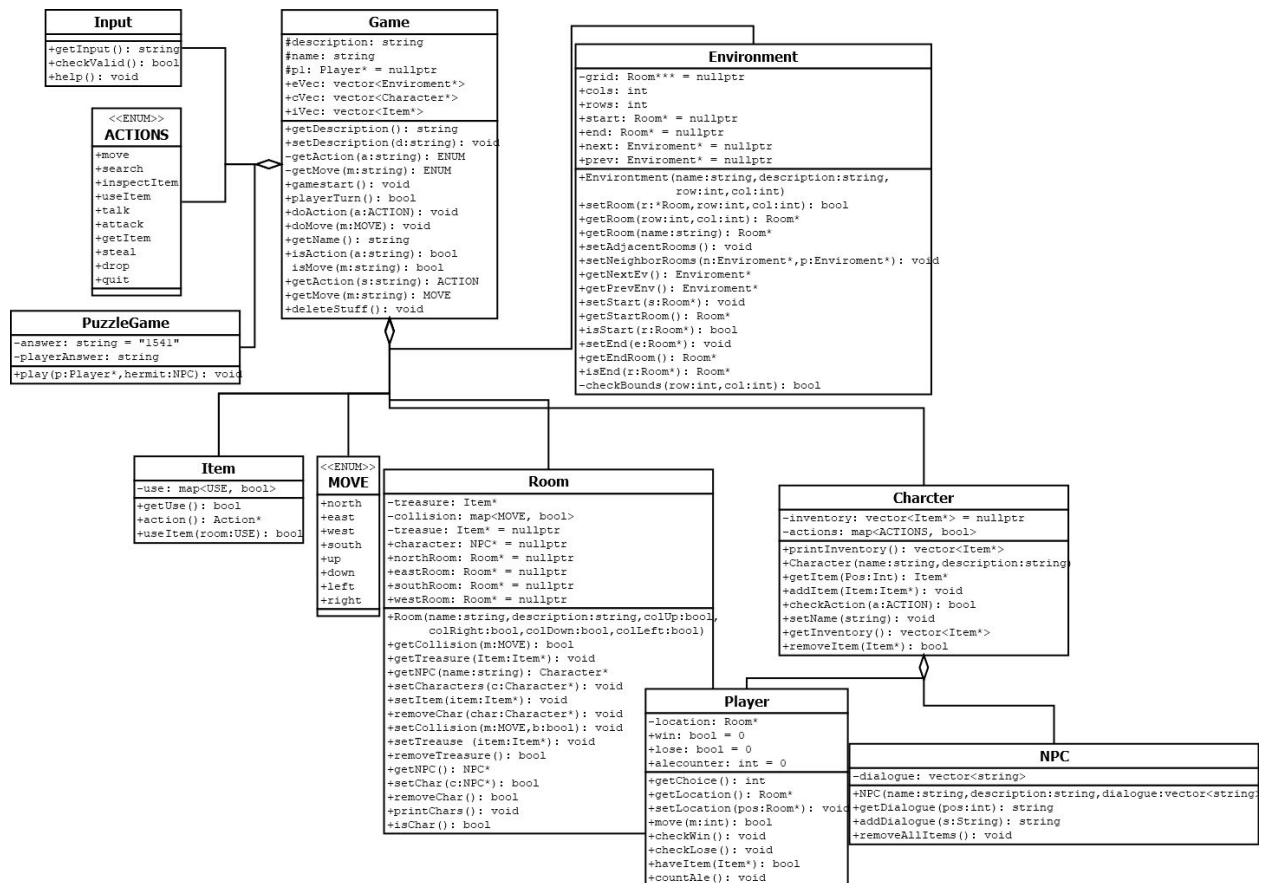 Input
+getInput(): string
+checkValid(): bool
+help(): void
<<ENUM>>
ACTIONS
+move
+search
+inspectItem
+useItem
+talk
+attack
+getItem
+steal
+drop
+quit
PuzzleGame
-answer: string = "1541"
-playerAnswer: string
+play(p:Player*,hermit:NPC): void
Game
#description: string
#name: string
#p1: Player* = nullptr
+eVec: vector<Enviroment*>
+cVec: vector<Character*>
+iVec: vector<Item*>
+getDescription(): string
+setDescription(d:string): void
-getAction(a:string): ENUM
-getMove(m:string): ENUM
+gamestart(): void
+playerTurn(): bool
+doAction(a:ACTION): void
+doMove(m:MOVE): void
+getName(): string
+isAction(a:string): bool
isMove(m:string): bool
+getAction(s:string): ACTION
+getMove(m:string): MOVE
+deleteStuff(): void
Environment
-grid: Room*** = nullptr
+cols: int
+rows: int
+start: Room* = nullptr
+end: Room* = nullptr
+next: Enviroment* = nullptr
+prev: Enviroment* = nullptr
+Environtment(name:string,description:string,
row:int,col:int)
+setRoom(r:*Room,row:int,col:int): bool
+getRoom(row:int,col:int): Room*
+getRoom(name:string): Room*
+setAdjacentRooms(): void
+setNeighborRooms(n:Enviroment*,p:Enviroment*): void
+getNextEv(): Enviroment*
+getPrevEnv(): Enviroment*
+setStart(s:Room*): void
+getStartRoom(): Room*
+isStart(r:Room*): bool
+setEnd(e:Room*): void
+getEndRoom(): Room*
+isEnd(r:Room*): Room*
-checkBounds(row:int,col:int): bool
Item
-use: map<USE, bool>
+getUse(): bool
+action(): Action*
+useItem(room:USE): bool
<<ENUM>>
MOVE
+north
+east
+west
+south
+up
+down
+left
+right
Room
-treasure: Item*
-collision: map<MOVE, bool>
-treasue: Item* = nullptr
+character: NPC* = nullptr
+northRoom: Room* = nullptr
+eastRoom: Room* = nullptr
+southRoom: Room* = nullptr
+westRoom: Room* = nullptr
+Room(name:string,description:string,colUp:bool,
colRight:bool,colDown:bool,colLeft:bool)
+getCollision(m:MOVE): bool
+getTreasure(Item:Item*): void
+getNPC(name:string): Character*
+setCharacters(c:Character*): void
+setItem(item:Item*): void
+removeChar(char:Character*): void
+setCollision(m:MOVE,b:bool): void
+setTreause (item:Item*): void
+removeTreasure(): bool
+getNPC(): NPC*
+setChar(c:NPC*): bool
+removeChar(): bool
+printChars(): void
+isChar(): bool
Charcter
-inventory: vector<Item*> = nullptr
-actions: map<ACTIONS, bool>
+printInventory(): vector<Item*>
+Character(name:string,description:string)
+getItem(Pos:Int): Item*
+addItem(Item:Item*): void
+checkAction(a:ACTION): bool
+setName(string): void
+getInventory(): vector<Item*>
+removeItem(Item*): bool
Player
-location: Room*
+win: bool = 0
+lose: bool = 0
+alecounter: int = 0
+getChoice(): int
+getLocation(): Room*
+setLocation(pos:Room*): void
+move(m:int): bool
+checkWin(): void
+checkLose(): void
+haveItem(Item*): bool
+countAle(): void
NPC
-dialogue: vector<string>
+NPC(name:string,description:string,dialogue:vector<string>
+getDialogue(pos:int): string
+addDialogue(s:String): string
+removeAllItems(): void